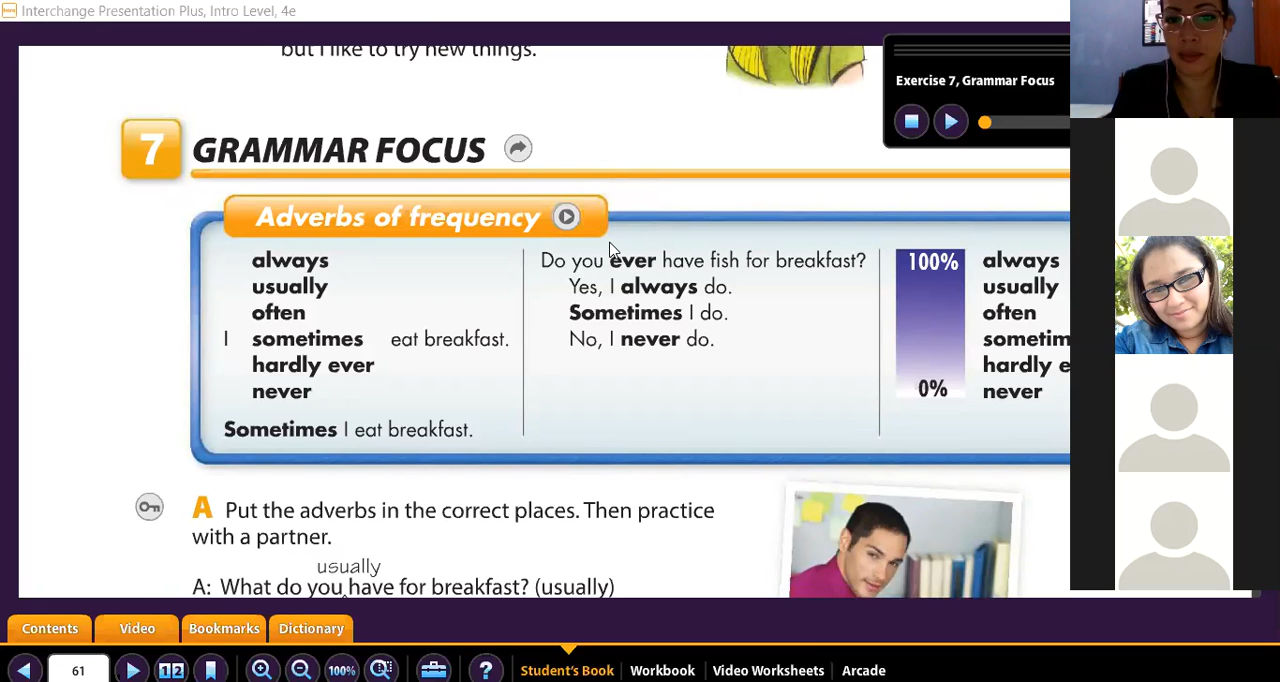 Interchange Presentation Plus, Intro Level, 4e
but I like to try new things.
Exercise 7, Grammar Focus
7 GRAMMAR FOCUS
Adverbs of frequency
always
usually
often
I sometimes eat breakfast.
hardly ever
never
Sometimes I eat breakfast.
Do you ever have fish for breakfast?
Yes, I always do.
Sometimes I do.
No, I never do.
100%
0%
always
usually
often
sometim
hardly e
never
A Put the adverbs in the correct places. Then practice
with a partner.
usually
A: What do you ‸have for breakfast? (usually)
Contents Video Bookmarks Dictionary
61 1 2 100% ? Student's Book Workbook Video Worksheets Arcade